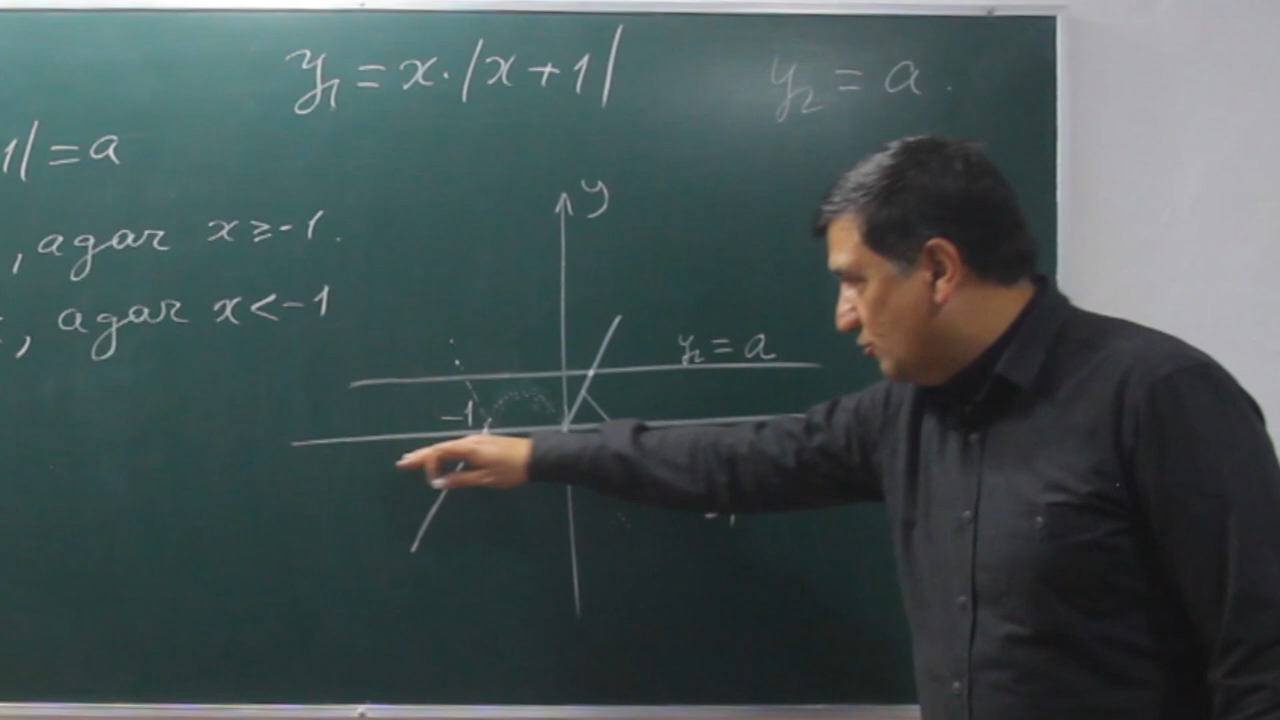 y₁ = x·|x+1|
y₂ = a.
1| = a
, agar x ≥ -1.
, agar x < -1
y
y₂ = a
-1